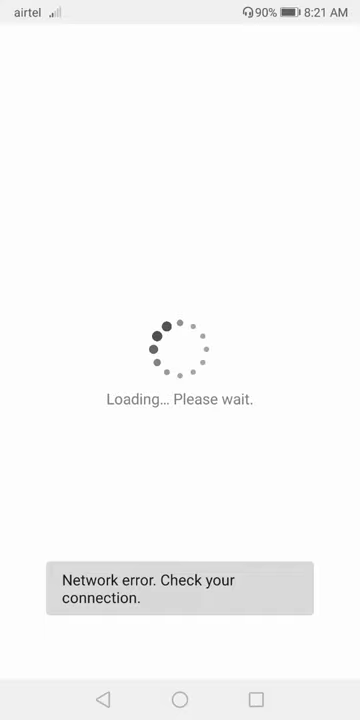 airtel 90% 8:21 AM
Loading... Please wait.
Network error. Check your
connection.